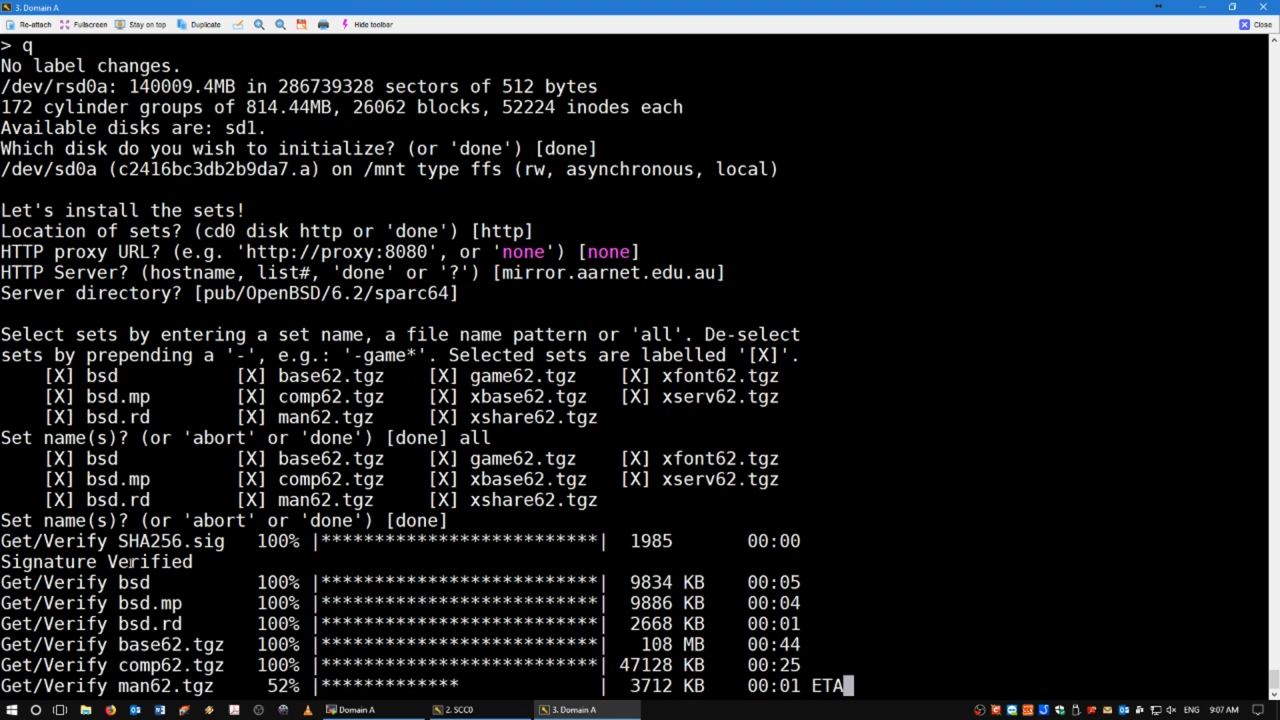 3. Domain A
Re-attach Fullscreen Stay on top Duplicate Hide toolbar Close
> q
No label changes.
/dev/rsd0a: 140009.4MB in 286739328 sectors of 512 bytes
172 cylinder groups of 814.44MB, 26062 blocks, 52224 inodes each
Available disks are: sd1.
Which disk do you wish to initialize? (or 'done') [done]
/dev/sd0a (c2416bc3db2b9da7.a) on /mnt type ffs (rw, asynchronous, local)
Let's install the sets!
Location of sets? (cd0 disk http or 'done') [http]
HTTP proxy URL? (e.g. 'http://proxy:8080', or 'none') [none]
HTTP Server? (hostname, list#, 'done' or '?') [mirror.aarnet.edu.au]
Server directory? [pub/OpenBSD/6.2/sparc64]
Select sets by entering a set name, a file name pattern or 'all'. De-select
sets by prepending a '-', e.g.: '-game*'. Selected sets are labelled '[X]'.
[X] bsd [X] base62.tgz [X] game62.tgz [X] xfont62.tgz
[X] bsd.mp [X] comp62.tgz [X] xbase62.tgz [X] xserv62.tgz
[X] bsd.rd [X] man62.tgz [X] xshare62.tgz
Set name(s)? (or 'abort' or 'done') [done] all
[X] bsd [X] base62.tgz [X] game62.tgz [X] xfont62.tgz
[X] bsd.mp [X] comp62.tgz [X] xbase62.tgz [X] xserv62.tgz
[X] bsd.rd [X] man62.tgz [X] xshare62.tgz
Set name(s)? (or 'abort' or 'done') [done]
Get/Verify SHA256.sig 100% |**************************| 1985 00:00
Signature Verified
Get/Verify bsd 100% |**************************| 9834 KB 00:05
Get/Verify bsd.mp 100% |**************************| 9886 KB 00:04
Get/Verify bsd.rd 100% |**************************| 2668 KB 00:01
Get/Verify base62.tgz 100% |**************************| 108 MB 00:44
Get/Verify comp62.tgz 100% |**************************| 47128 KB 00:25
Get/Verify man62.tgz 52% |************* | 3712 KB 00:01 ETA
Domain A 2. SCC0 3. Domain A ENG 9:07 AM